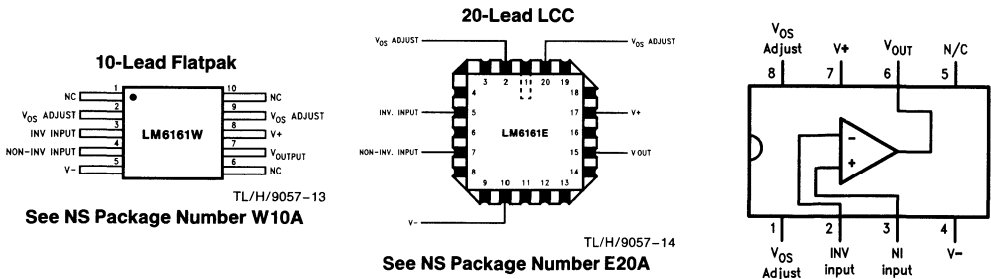 10-Lead Flatpak
NC 1 10 NC
VOS ADJUST 2 9 VOS ADJUST
INV INPUT 3 LM6161W 8 V+
NON-INV INPUT 4 7 VOUTPUT
V- 5 6 NC
TL/H/9057-13
See NS Package Number W10A
20-Lead LCC
VOS ADJUST VOS ADJUST
3 2 1 20 19
4 18
INV. INPUT 5 17 V+
6 LM6161E 16
NON-INV. INPUT 7 15 VOUT
8 14
9 10 11 12 13
V-
TL/H/9057-14
See NS Package Number E20A
VOS Adjust V+ VOUT N/C
8 7 6 5
-
+
1 2 3 4
VOS Adjust INV input NI input V-